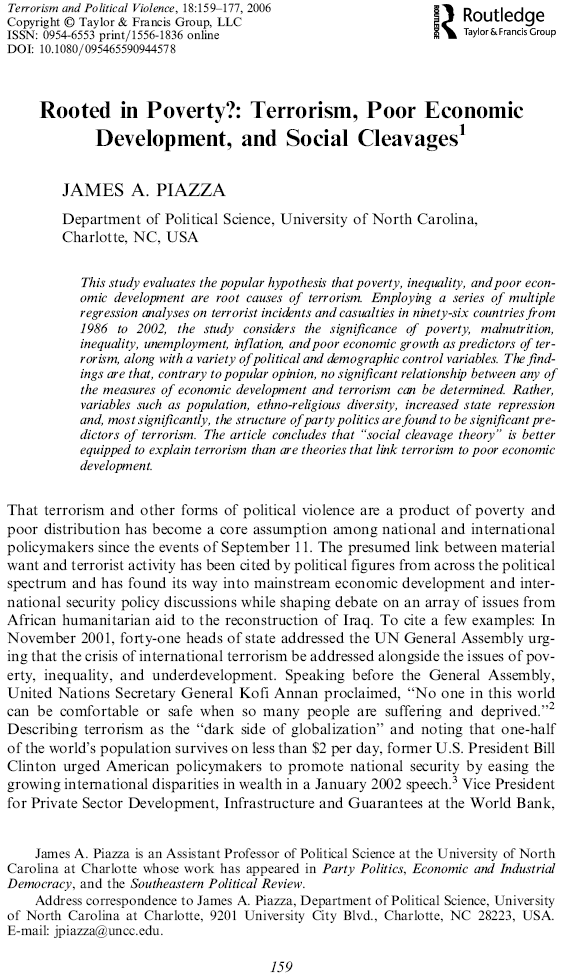 Terrorism and Political Violence, 18:159–177, 2006
Copyright © Taylor & Francis Group, LLC
ISSN: 0954-6553 print/1556-1836 online
DOI: 10.1080/095465590944578
Routledge
Taylor & Francis Group
ROUTLEDGE
Rooted in Poverty?: Terrorism, Poor Economic
Development, and Social Cleavages1
JAMES A. PIAZZA
Department of Political Science, University of North Carolina,
Charlotte, NC, USA
This study evaluates the popular hypothesis that poverty, inequality, and poor econ-
omic development are root causes of terrorism. Employing a series of multiple
regression analyses on terrorist incidents and casualties in ninety-six countries from
1986 to 2002, the study considers the significance of poverty, malnutrition,
inequality, unemployment, inflation, and poor economic growth as predictors of ter-
rorism, along with a variety of political and demographic control variables. The find-
ings are that, contrary to popular opinion, no significant relationship between any of
the measures of economic development and terrorism can be determined. Rather,
variables such as population, ethno-religious diversity, increased state repression
and, most significantly, the structure of party politics are found to be significant pre-
dictors of terrorism. The article concludes that “social cleavage theory” is better
equipped to explain terrorism than are theories that link terrorism to poor economic
development.
That terrorism and other forms of political violence are a product of poverty and
poor distribution has become a core assumption among national and international
policymakers since the events of September 11. The presumed link between material
want and terrorist activity has been cited by political figures from across the political
spectrum and has found its way into mainstream economic development and inter-
national security policy discussions while shaping debate on an array of issues from
African humanitarian aid to the reconstruction of Iraq. To cite a few examples: In
November 2001, forty-one heads of state addressed the UN General Assembly urg-
ing that the crisis of international terrorism be addressed alongside the issues of pov-
erty, inequality, and underdevelopment. Speaking before the General Assembly,
United Nations Secretary General Kofi Annan proclaimed, “No one in this world
can be comfortable or safe when so many people are suffering and deprived.”2
Describing terrorism as the “dark side of globalization” and noting that one-half
of the world’s population survives on less than $2 per day, former U.S. President Bill
Clinton urged American policymakers to promote national security by easing the
growing international disparities in wealth in a January 2002 speech.3 Vice President
for Private Sector Development, Infrastructure and Guarantees at the World Bank,
James A. Piazza is an Assistant Professor of Political Science at the University of North
Carolina at Charlotte whose work has appeared in Party Politics, Economic and Industrial
Democracy, and the Southeastern Political Review.
Address correspondence to James A. Piazza, Department of Political Science, University
of North Carolina at Charlotte, 9201 University City Blvd., Charlotte, NC 28223, USA.
E-mail: jpiazza@uncc.edu.
159